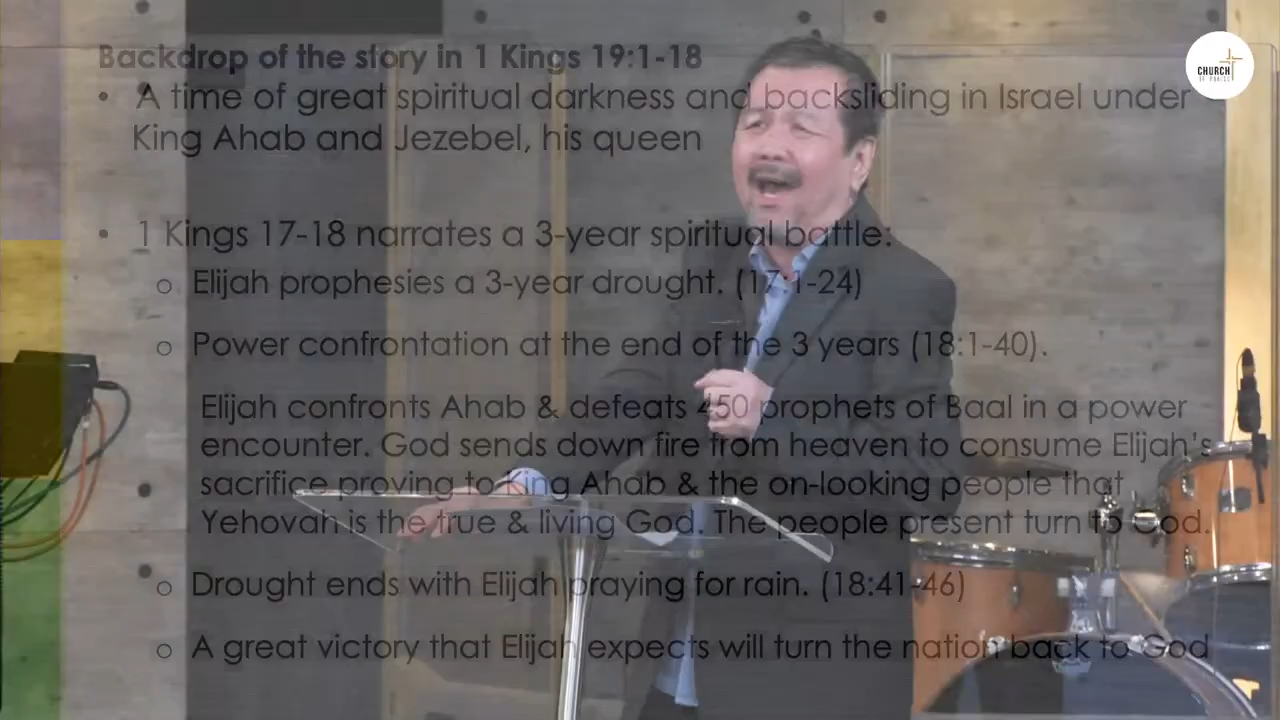 CHURCH
OF PERFECT
Backdrop of the story in 1 Kings 19:1-18
• A time of great spiritual darkness and backsliding in Israel under
King Ahab and Jezebel, his queen
• 1 Kings 17-18 narrates a 3-year spiritual battle:
o Elijah prophesies a 3-year drought. (17:1-24)
o Power confrontation at the end of the 3 years (18:1-40).
Elijah confronts Ahab & defeats 450 prophets of Baal in a power
encounter. God sends down fire from heaven to consume Elijah's
sacrifice proving to King Ahab & the on-looking people that
Yehovah is the true & living God. The people present turn to God.
o Drought ends with Elijah praying for rain. (18:41-46)
o A great victory that Elijah expects will turn the nation back to God